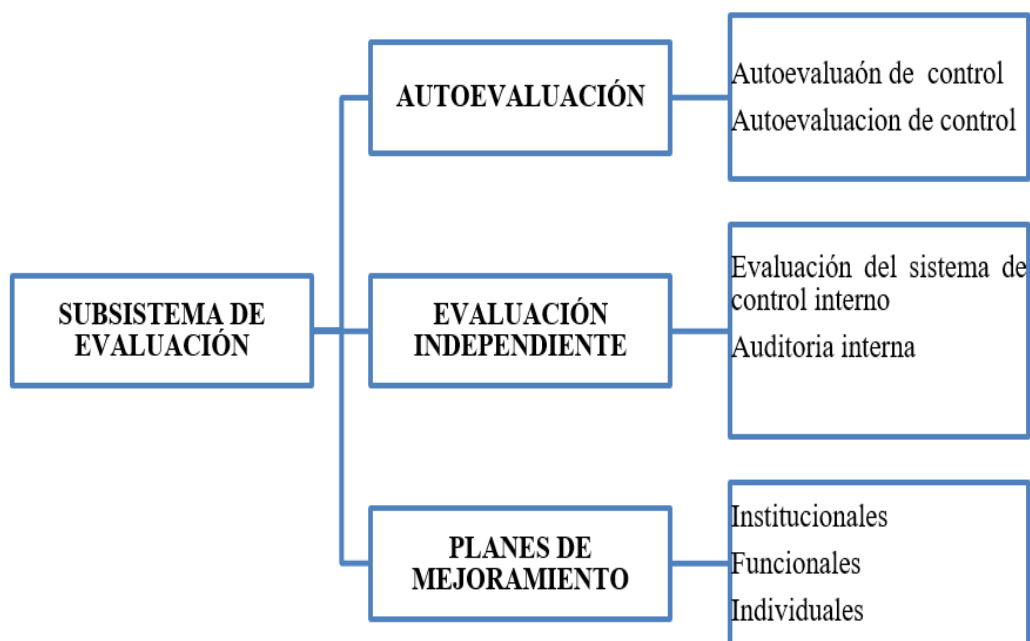 SUBSISTEMA DE
EVALUACIÓN
AUTOEVALUACIÓN
Autoevaluaón de control
Autoevaluacion de control
EVALUACIÓN
INDEPENDIENTE
Evaluación del sistema de
control interno
Auditoria interna
PLANES DE
MEJORAMIENTO
Institucionales
Funcionales
Individuales